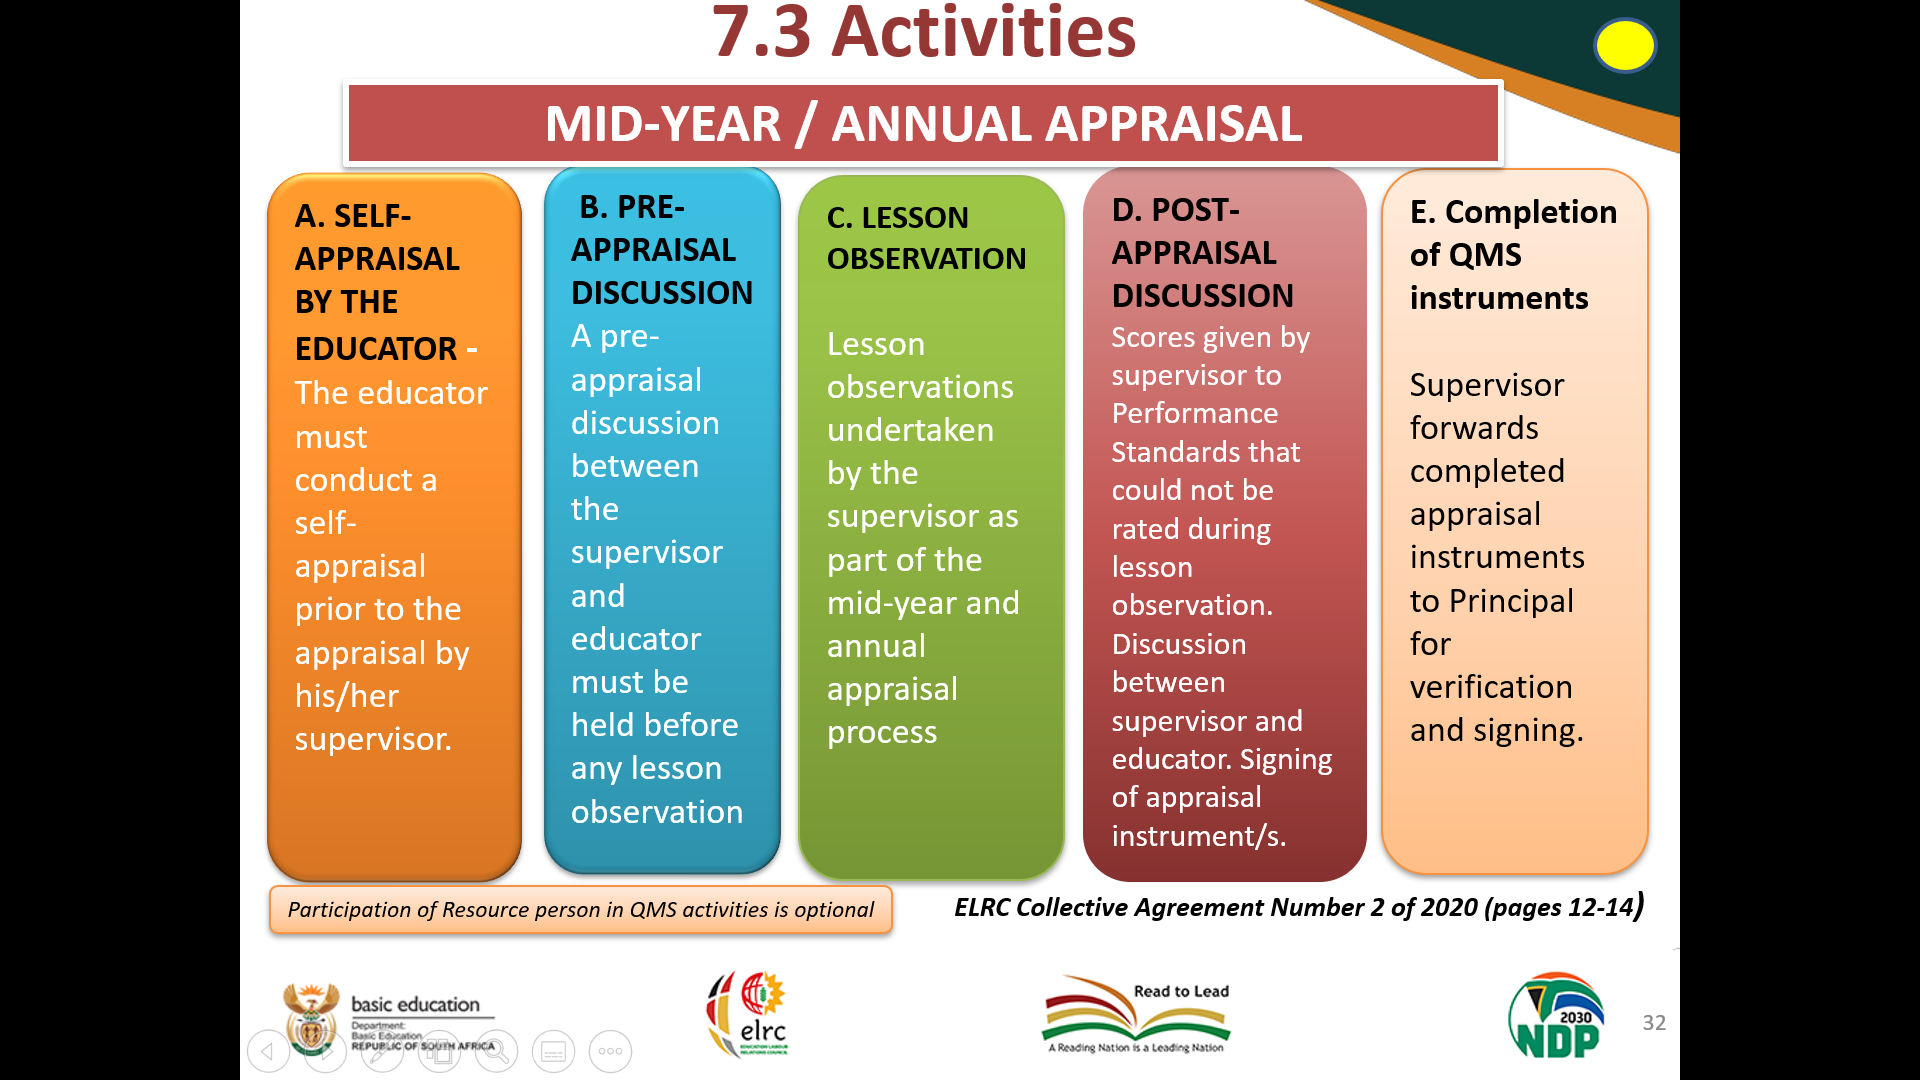 7.3 Activities
MID-YEAR / ANNUAL APPRAISAL
A. SELF-
APPRAISAL
BY THE
EDUCATOR -
The educator
must
conduct a
self-
appraisal
prior to the
appraisal by
his/her
supervisor.
B. PRE-
APPRAISAL
DISCUSSION
A pre-
appraisal
discussion
between
the
supervisor
and
educator
must be
held before
any lesson
observation
C. LESSON
OBSERVATION
Lesson
observations
undertaken
by the
supervisor as
part of the
mid-year and
annual
appraisal
process
D. POST-
APPRAISAL
DISCUSSION
Scores given by
supervisor to
Performance
Standards that
could not be
rated during
lesson
observation.
Discussion
between
supervisor and
educator. Signing
of appraisal
instrument/s.
E. Completion
of QMS
instruments
Supervisor
forwards
completed
appraisal
instruments
to Principal
for
verification
and signing.
Participation of Resource person in QMS activities is optional
ELRC Collective Agreement Number 2 of 2020 (pages 12-14)
basic education
Department:
Basic Education
REPUBLIC OF SOUTH AFRICA
elrc
EDUCATION LABOUR
RELATIONS COUNCIL
Read to Lead
A Reading Nation is a Leading Nation
2030
NDP
32